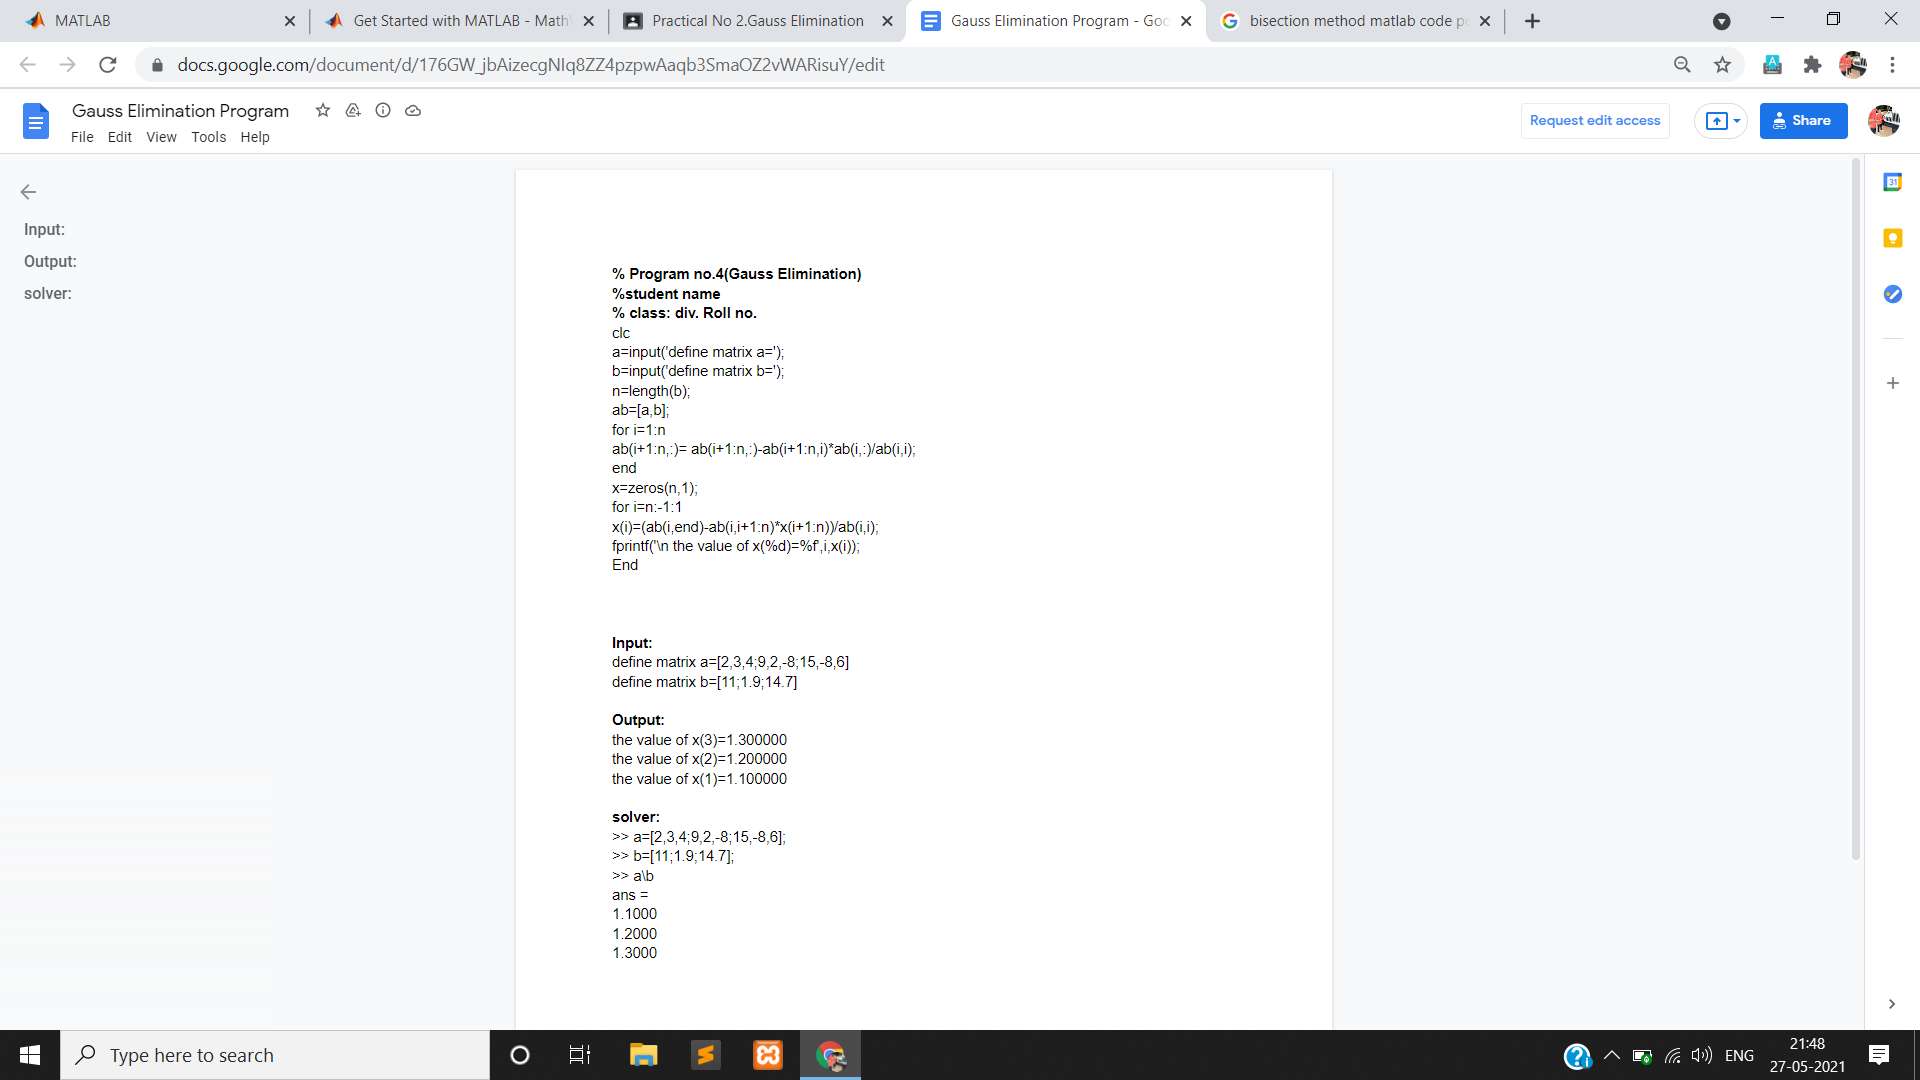 MATLAB
Get Started with MATLAB - Math
Practical No 2.Gauss Elimination
Gauss Elimination Program - Goo
bisection method matlab code p
docs.google.com/document/d/176GW_jbAizecgNIq8ZZ4pzpwAaqb3SmaOZ2vWARisuY/edit
Gauss Elimination Program
File Edit View Tools Help
Request edit access
Share
Input:
Output:
solver:
31
% Program no.4(Gauss Elimination)
%student name
% class: div. Roll no.
clc
a=input('define matrix a=');
b=input('define matrix b=');
n=length(b);
ab=[a,b];
for i=1:n
ab(i+1:n,:)= ab(i+1:n,:)-ab(i+1:n,i)*ab(i,:)/ab(i,i);
end
x=zeros(n,1);
for i=n:-1:1
x(i)=(ab(i,end)-ab(i,i+1:n)*x(i+1:n))/ab(i,i);
fprintf('\n the value of x(%d)=%f',i,x(i));
End
Input:
define matrix a=[2,3,4;9,2,-8;15,-8,6]
define matrix b=[11;1.9;14.7]
Output:
the value of x(3)=1.300000
the value of x(2)=1.200000
the value of x(1)=1.100000
solver:
>> a=[2,3,4;9,2,-8;15,-8,6];
>> b=[11;1.9;14.7];
>> a\b
ans =
1.1000
1.2000
1.3000
Type here to search
ENG
21:48
27-05-2021